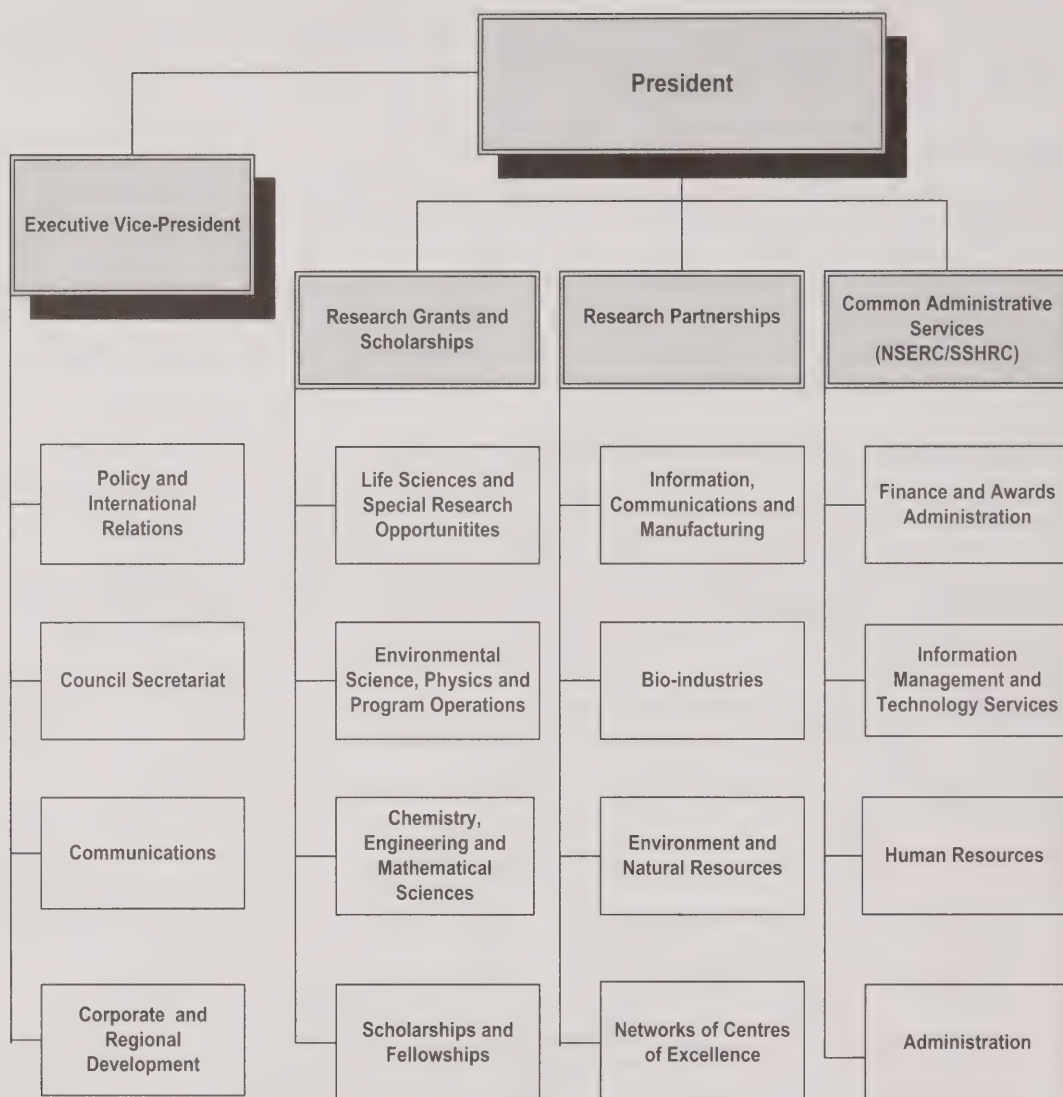 President
Executive Vice-President
Research Grants and
Scholarships
Research Partnerships
Common Administrative
Services
(NSERC/SSHRC)
Policy and
International
Relations
Life Sciences and
Special Research
Opportunitites
Information,
Communications and
Manufacturing
Finance and Awards
Administration
Council Secretariat
Environmental
Science, Physics and
Program Operations
Bio-industries
Information
Management and
Technology Services
Communications
Chemistry,
Engineering and
Mathematical
Sciences
Environment and
Natural Resources
Human Resources
Corporate and
Regional
Development
Scholarships and
Fellowships
Networks of Centres
of Excellence
Administration